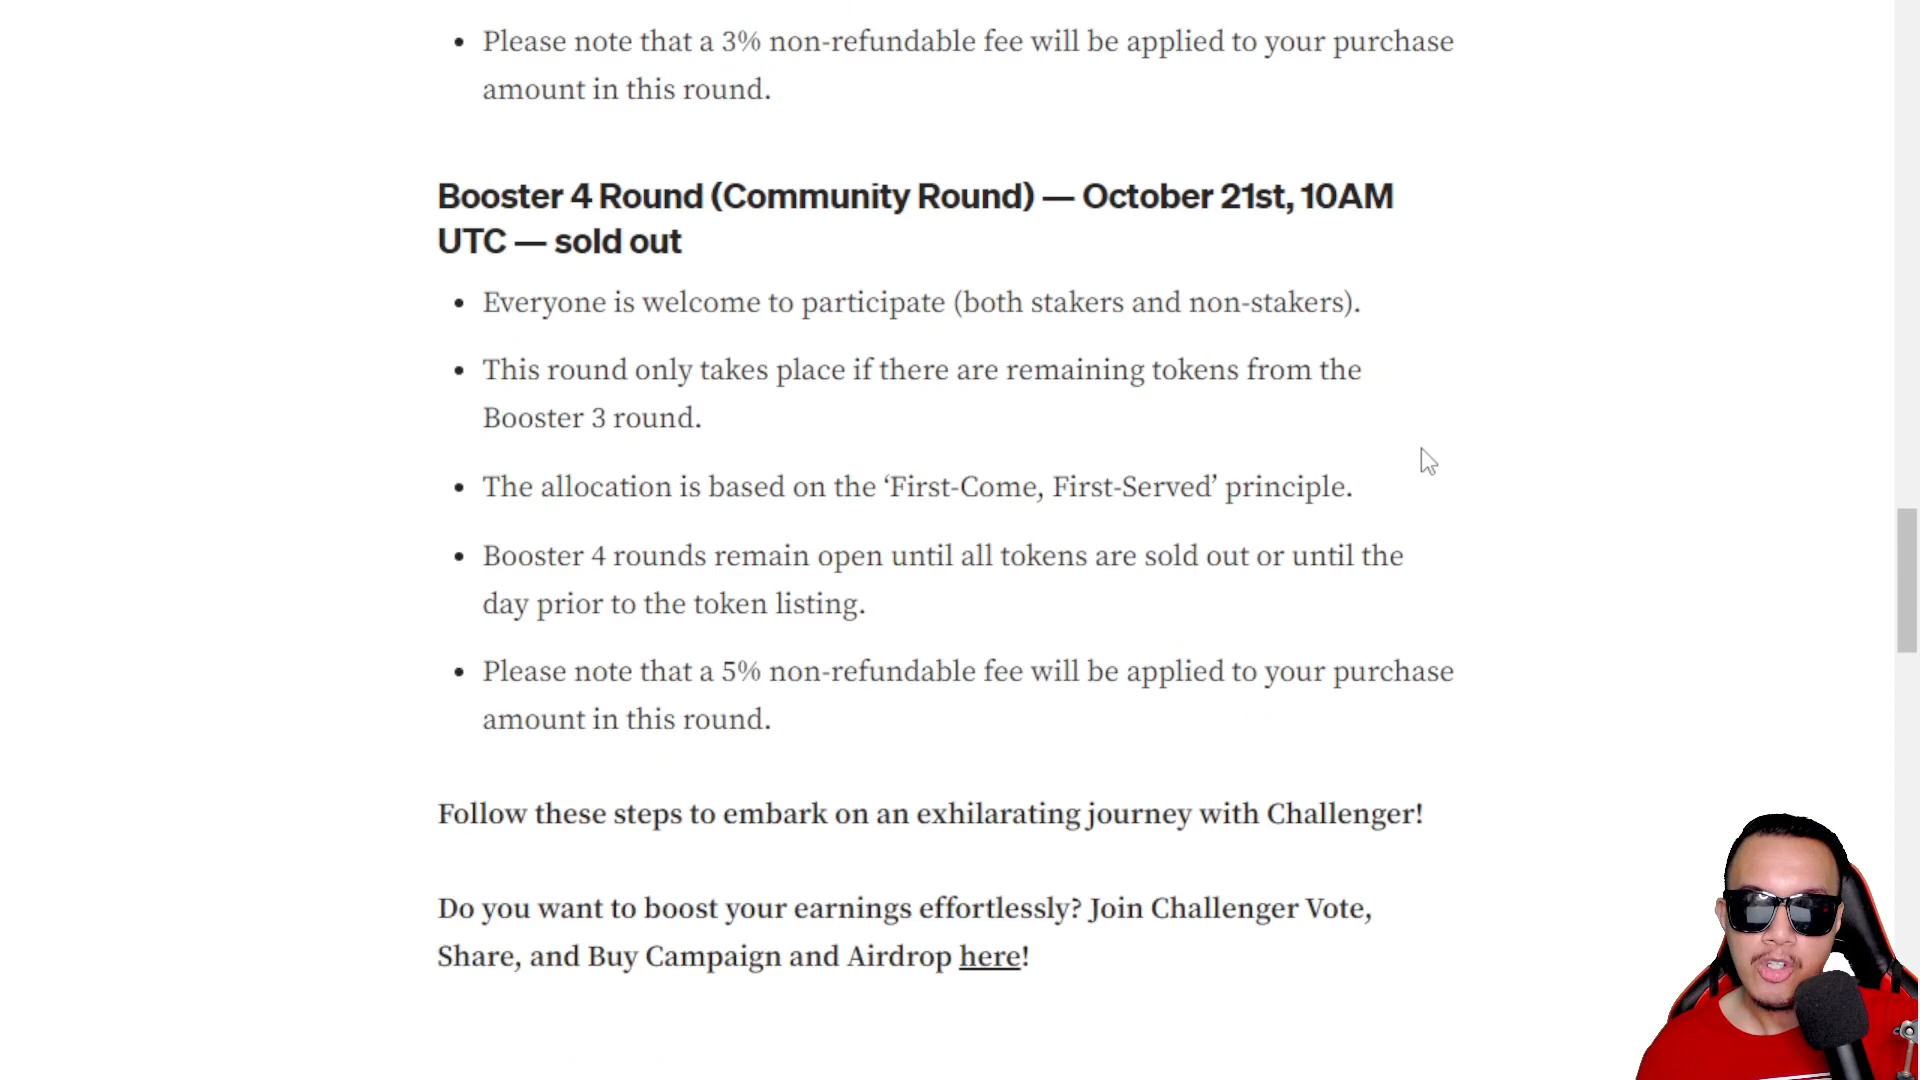 Please note that a 3% non-refundable fee will be applied to your purchase
amount in this round.
Booster 4 Round (Community Round) — October 21st, 10AM
UTC — sold out
Everyone is welcome to participate (both stakers and non-stakers).
This round only takes place if there are remaining tokens from the
Booster 3 round.
The allocation is based on the ‘First-Come, First-Served’ principle.
Booster 4 rounds remain open until all tokens are sold out or until the
day prior to the token listing.
Please note that a 5% non-refundable fee will be applied to your purchase
amount in this round.
Follow these steps to embark on an exhilarating journey with Challenger!
Do you want to boost your earnings effortlessly? Join Challenger Vote,
Share, and Buy Campaign and Airdrop here!